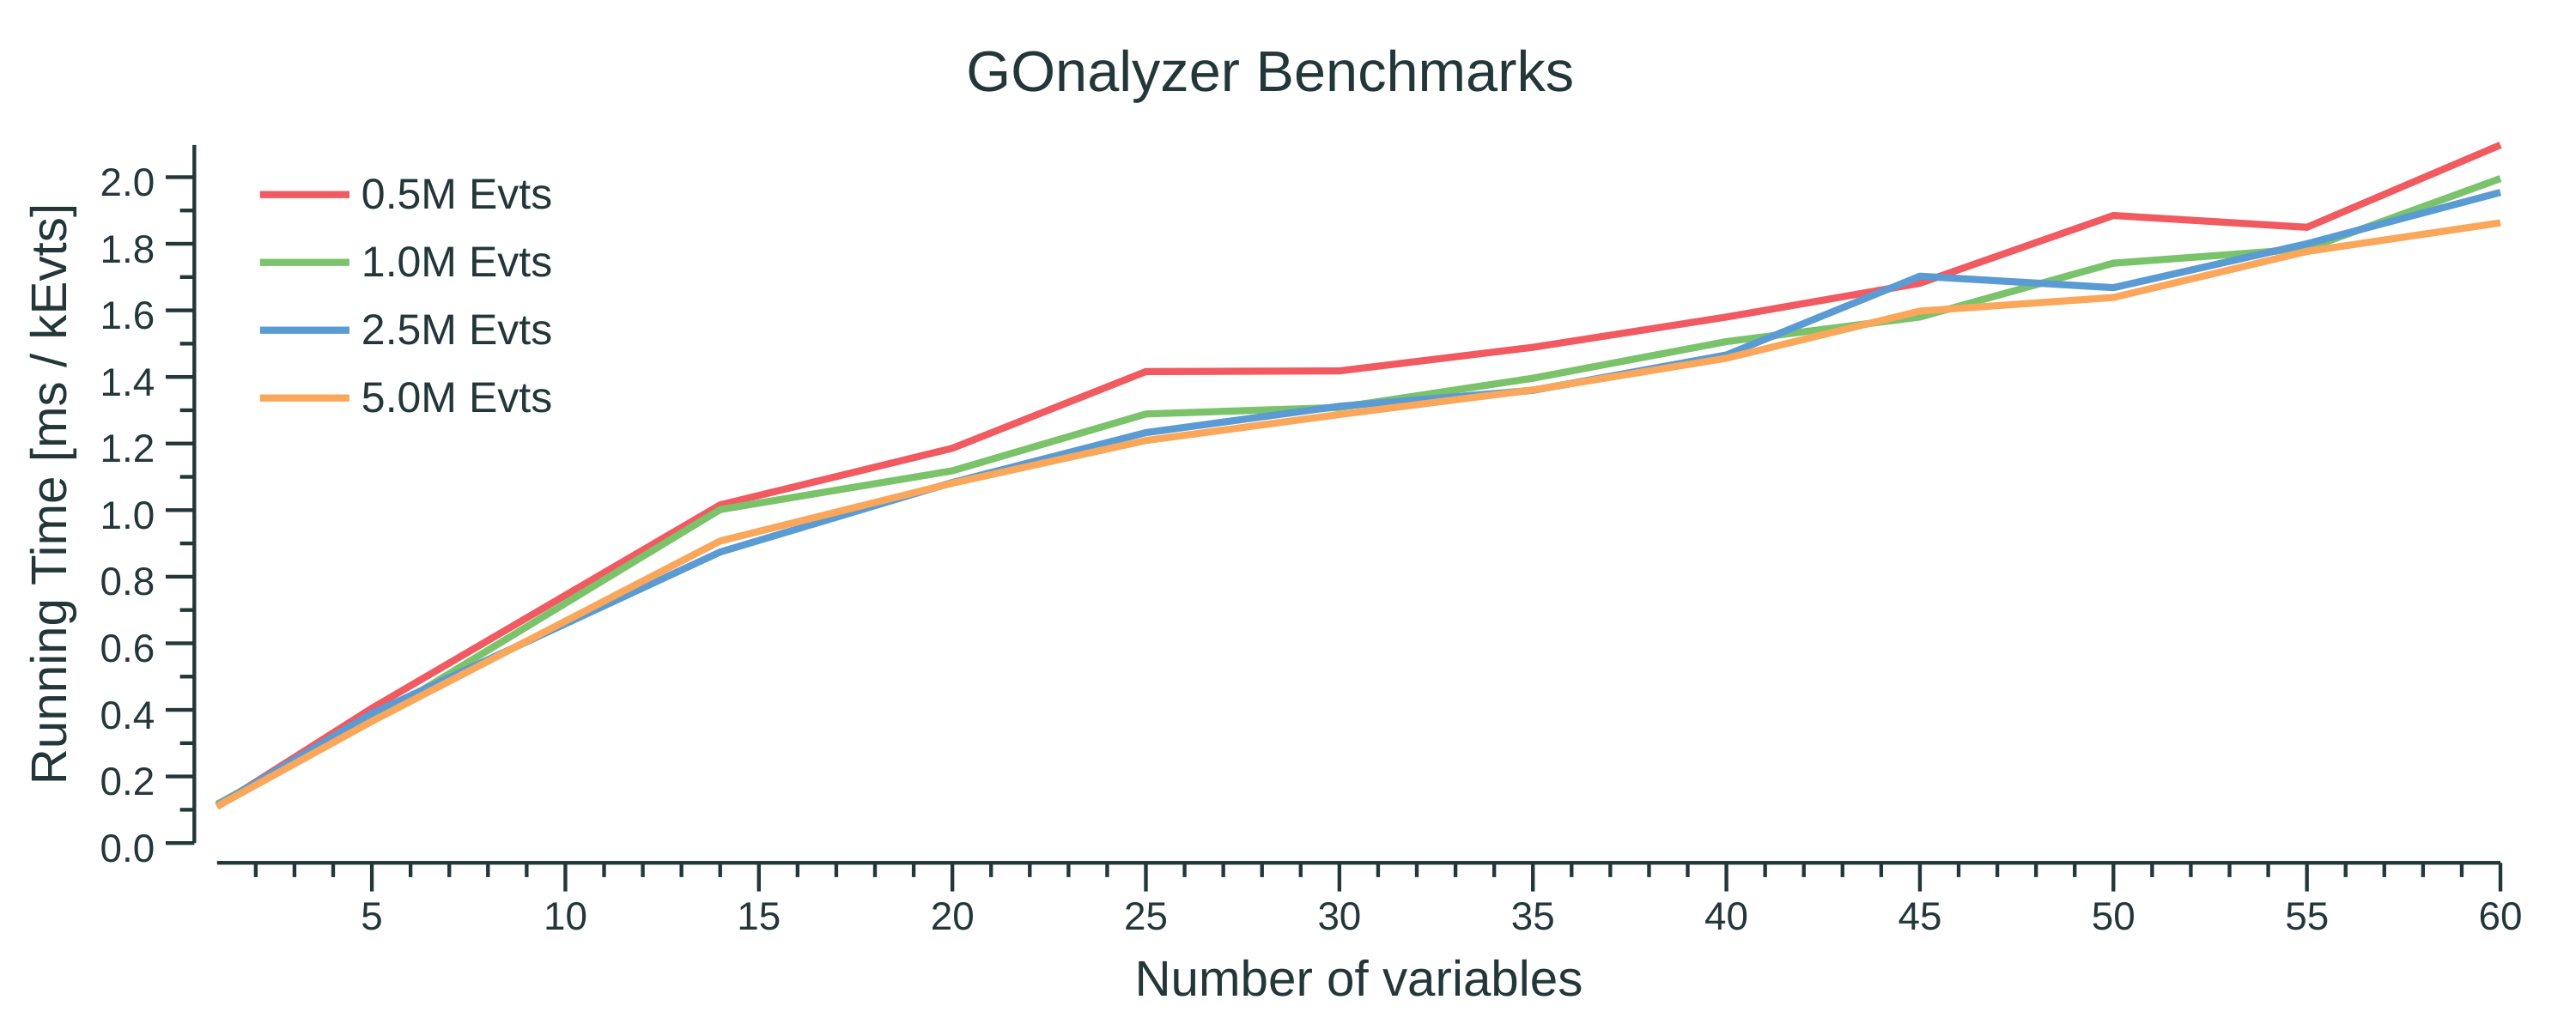 GOnalyzer Benchmarks
0.5M Evts
1.0M Evts
2.5M Evts
5.0M Evts
Running Time [ms / kEvts]
2.0
1.8
1.6
1.4
1.2
1.0
0.8
0.6
0.4
0.2
0.0
5 10 15 20 25 30 35 40 45 50 55 60
Number of variables